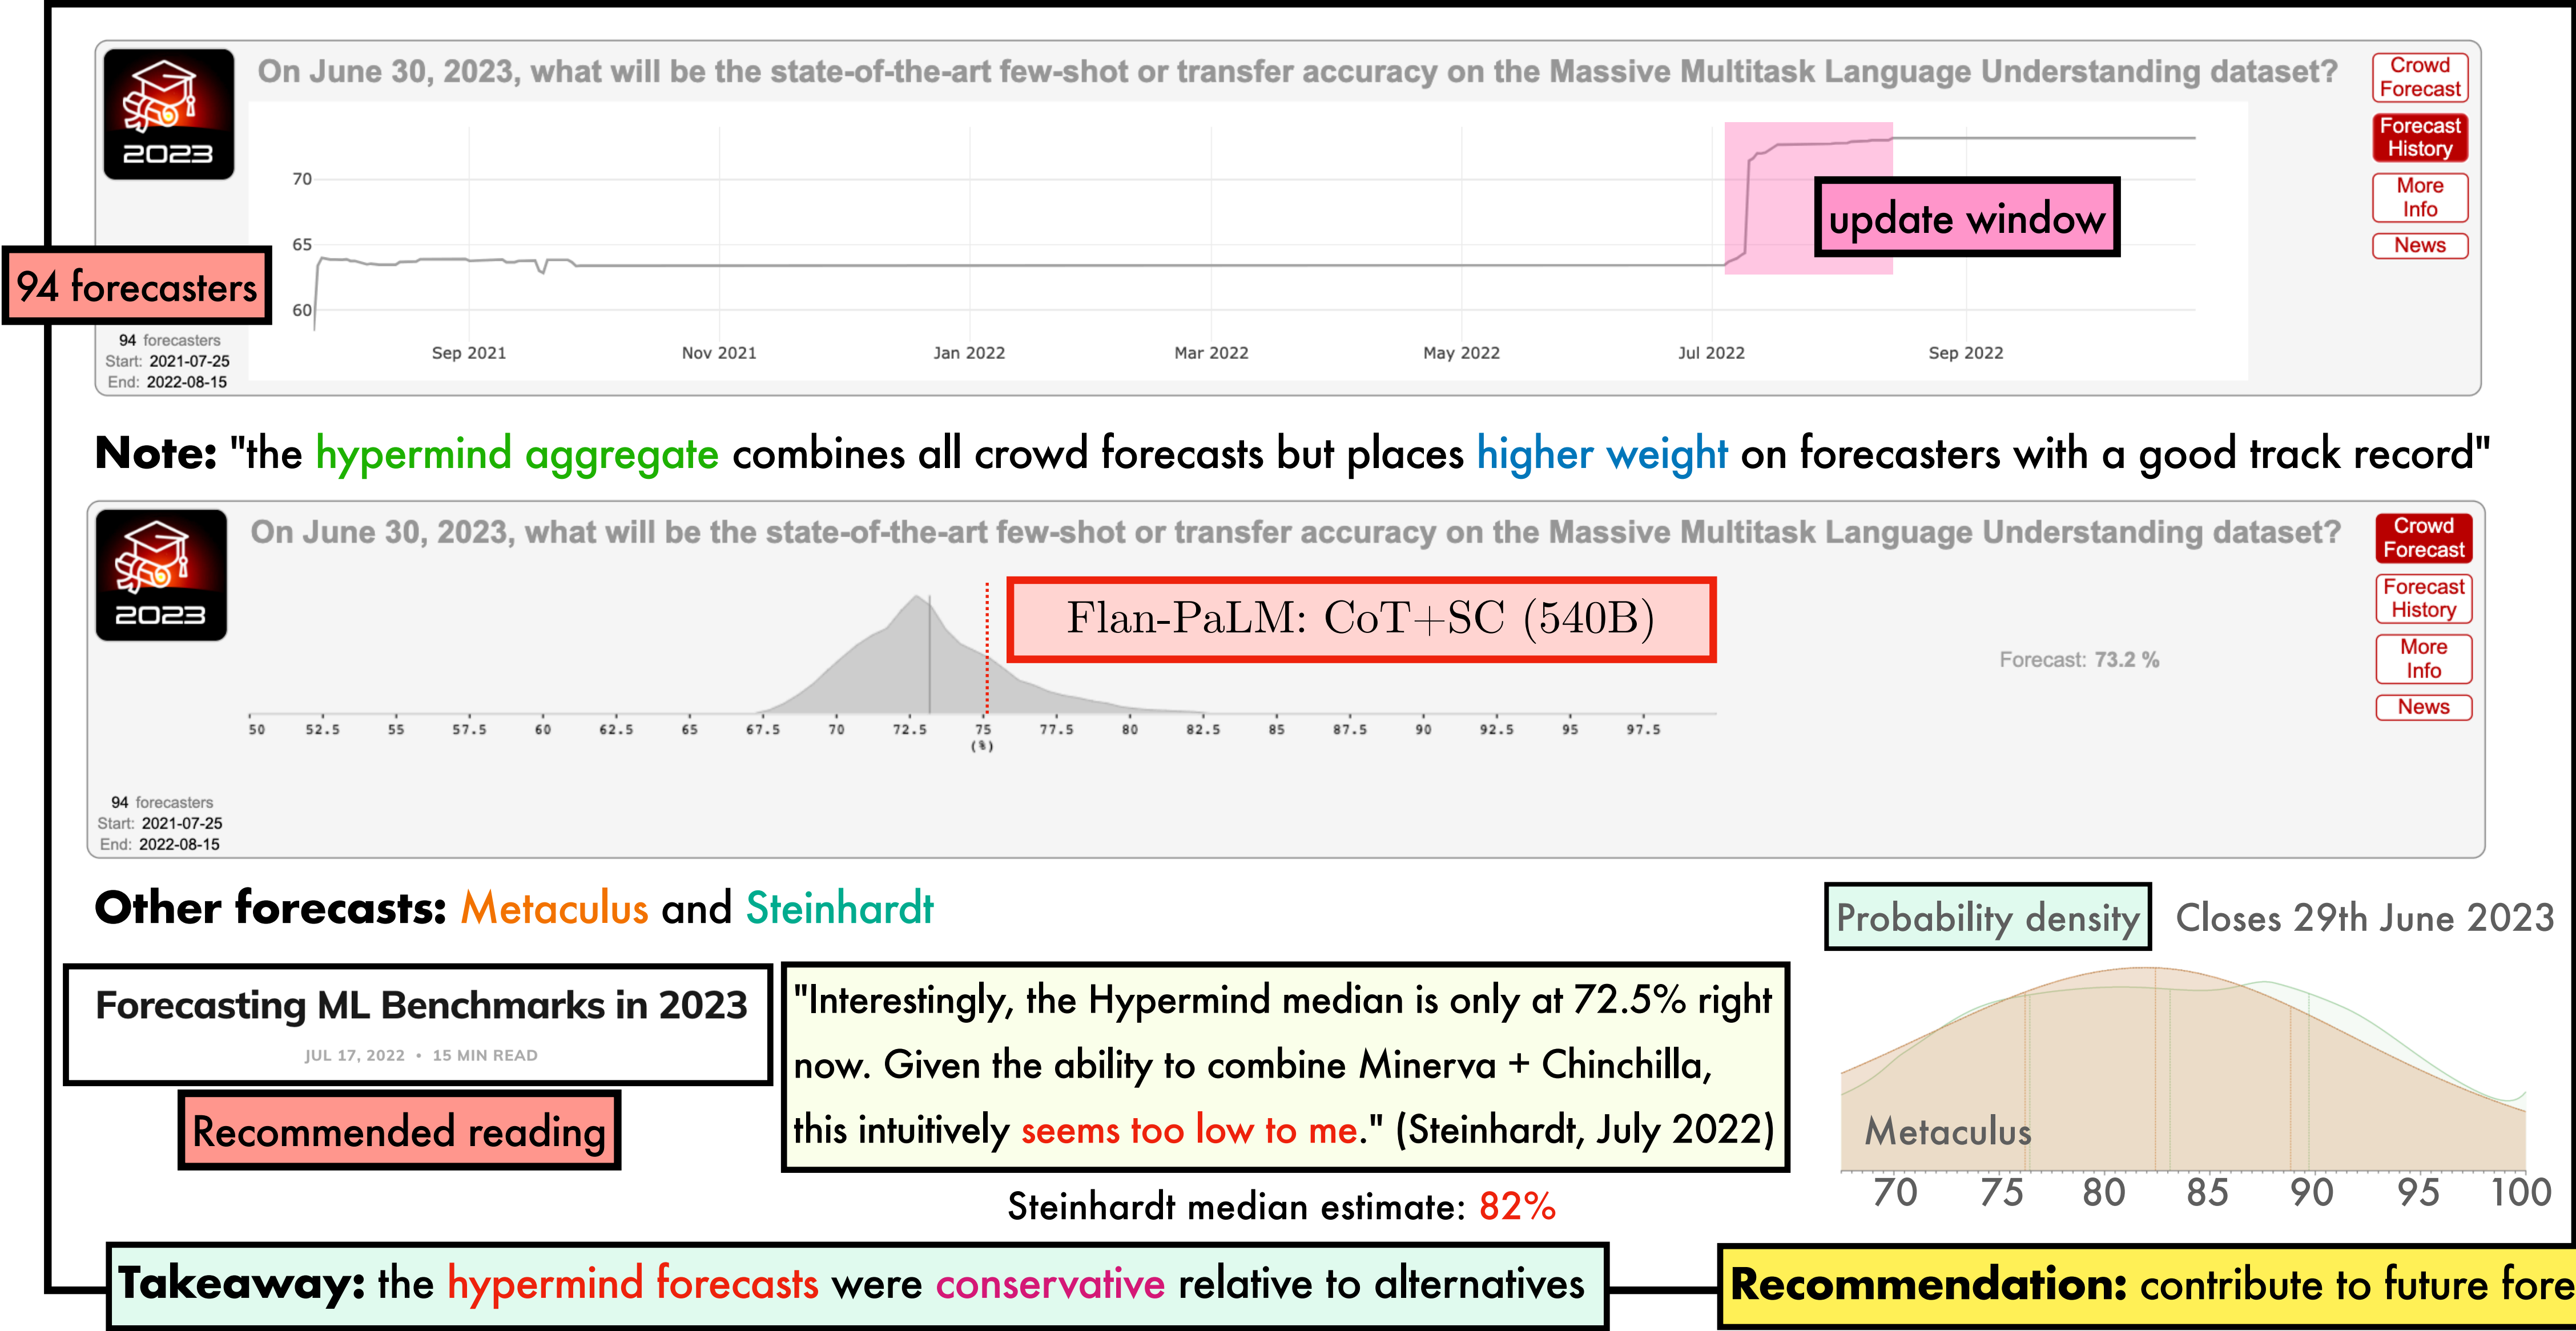 On June 30, 2023, what will be the state-of-the-art few-shot or transfer accuracy on the Massive Multitask Language Understanding dataset?
2023
Crowd
Forecast
Forecast
History
More
Info
News
70
65
60
update window
94 forecasters
94 forecasters
Start: 2021-07-25
End: 2022-08-15
Sep 2021
Nov 2021
Jan 2022
Mar 2022
May 2022
Jul 2022
Sep 2022
Note: "the hypermind aggregate combines all crowd forecasts but places higher weight on forecasters with a good track record"
On June 30, 2023, what will be the state-of-the-art few-shot or transfer accuracy on the Massive Multitask Language Understanding dataset?
2023
Crowd
Forecast
Forecast
History
More
Info
News
Flan-PaLM: CoT+SC (540B)
Forecast: 73.2 %
50 52.5 55 57.5 60 62.5 65 67.5 70 72.5 75 77.5 80 82.5 85 87.5 90 92.5 95 97.5
(%)
94 forecasters
Start: 2021-07-25
End: 2022-08-15
Other forecasts: Metaculus and Steinhardt
Probability density
Closes 29th June 2023
Forecasting ML Benchmarks in 2023
JUL 17, 2022 • 15 MIN READ
Recommended reading
"Interestingly, the Hypermind median is only at 72.5% right
now. Given the ability to combine Minerva + Chinchilla,
this intuitively seems too low to me." (Steinhardt, July 2022)
Steinhardt median estimate: 82%
Metaculus
70 75 80 85 90 95 100
Takeaway: the hypermind forecasts were conservative relative to alternatives
Recommendation: contribute to future fore